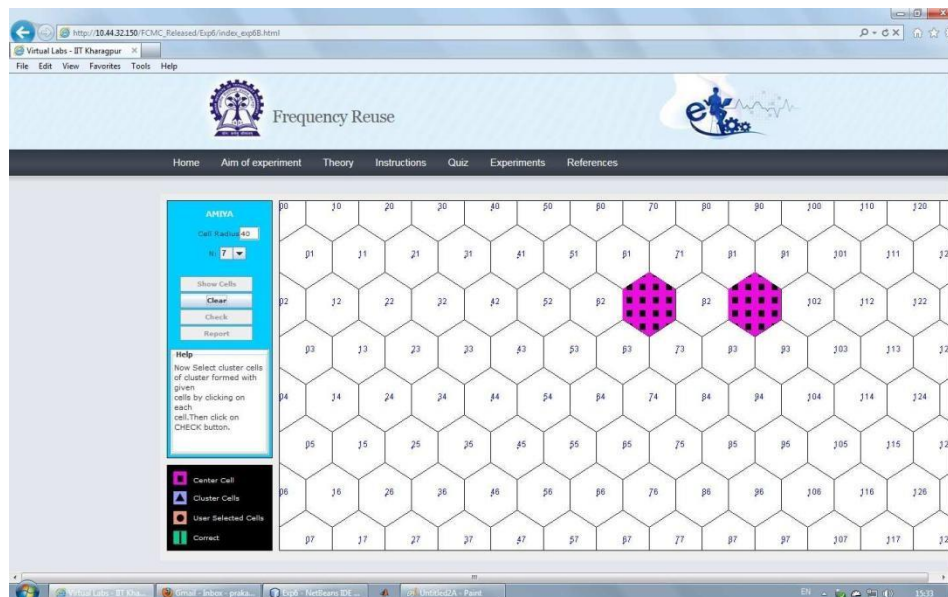 http://10.44.32.150/FCMC_Released/Exp6/index_exp6B.html
Virtual Labs - IIT Kharagpur
File Edit View Favorites Tools Help
Frequency Reuse
Home Aim of experiment Theory Instructions Quiz Experiments References
AMIYA
Cell Radius 40
N: 7
Show Cells
Clear
Check
Report
Help
Now Select cluster cells
of cluster formed with
given
cells by clicking on
each
cell.Then click on
CHECK button.
Center Cell
Cluster Cells
User Selected Cells
Correct
00 10 20 30 40 50 60 70 80 90 100 110 120
01 11 21 31 41 51 61 71 81 91 101 111
02 12 22 32 42 52 62 82 102 112 122
03 13 23 33 43 53 63 73 83 93 103 113
04 14 24 34 44 54 64 74 84 94 104 114 124
05 15 25 35 45 55 65 75 85 95 105 115
06 16 26 36 46 56 66 76 86 96 106 116 126
07 17 27 37 47 57 67 77 87 97 107 117
Virtual Labs - IIT Kha... Gmail - Inbox - praka... Exp6 - NetBeans IDE ... Untitled2A - Paint EN 15:33